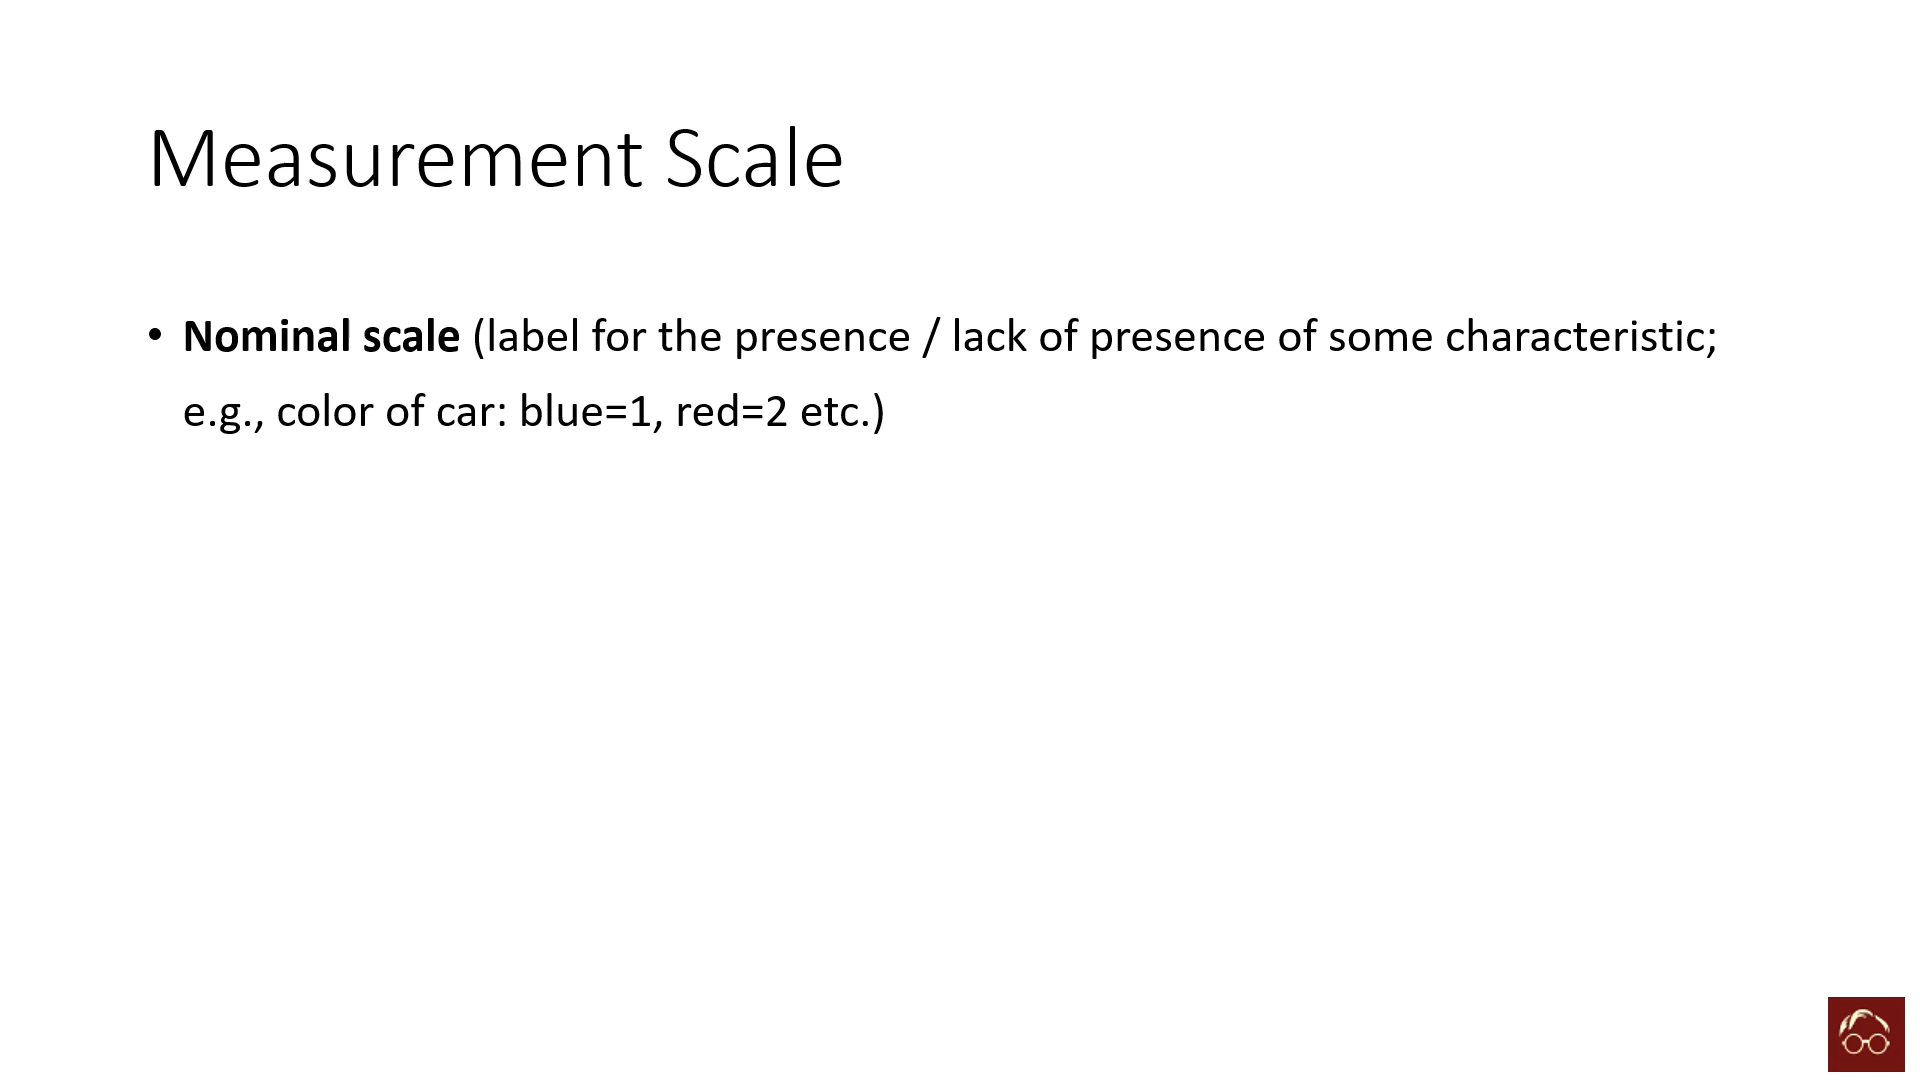 Measurement Scale
• Nominal scale (label for the presence / lack of presence of some characteristic;
e.g., color of car: blue=1, red=2 etc.)